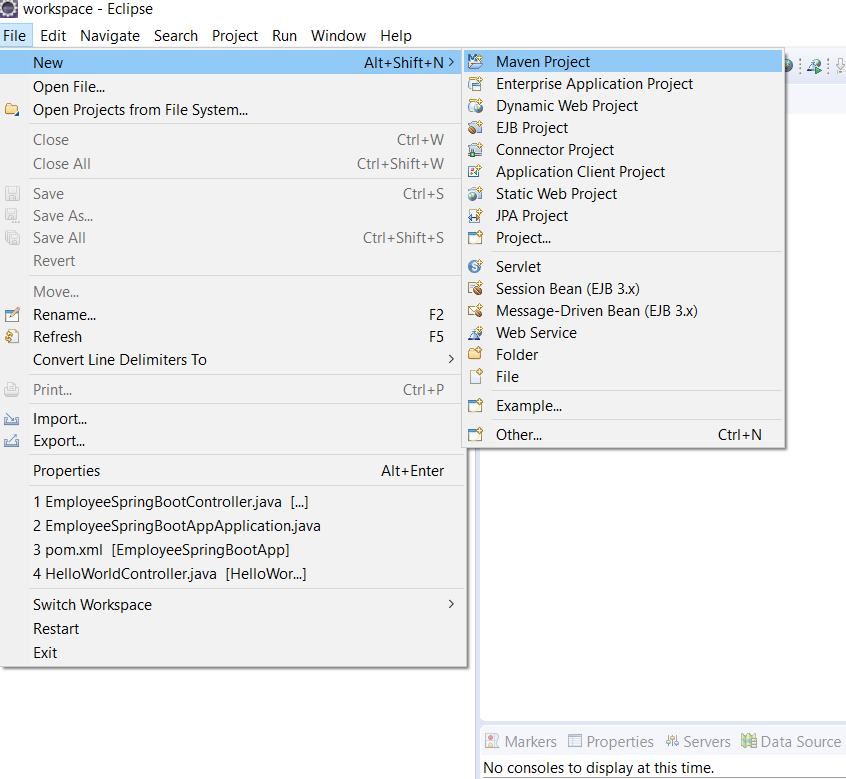 workspace - Eclipse
File Edit Navigate Search Project Run Window Help
New Alt+Shift+N >
Open File...
Open Projects from File System...
Close Ctrl+W
Close All Ctrl+Shift+W
Save Ctrl+S
Save As...
Save All Ctrl+Shift+S
Revert
Move...
Rename... F2
Refresh F5
Convert Line Delimiters To >
Print... Ctrl+P
Import...
Export...
Properties Alt+Enter
1 EmployeeSpringBootController.java [...]
2 EmployeeSpringBootAppApplication.java
3 pom.xml [EmployeeSpringBootApp]
4 HelloWorldController.java [HelloWor...]
Switch Workspace >
Restart
Exit
Maven Project
Enterprise Application Project
Dynamic Web Project
EJB Project
Connector Project
Application Client Project
Static Web Project
JPA Project
Project...
Servlet
Session Bean (EJB 3.x)
Message-Driven Bean (EJB 3.x)
Web Service
Folder
File
Example...
Other... Ctrl+N
Markers Properties Servers Data Source
No consoles to display at this time.